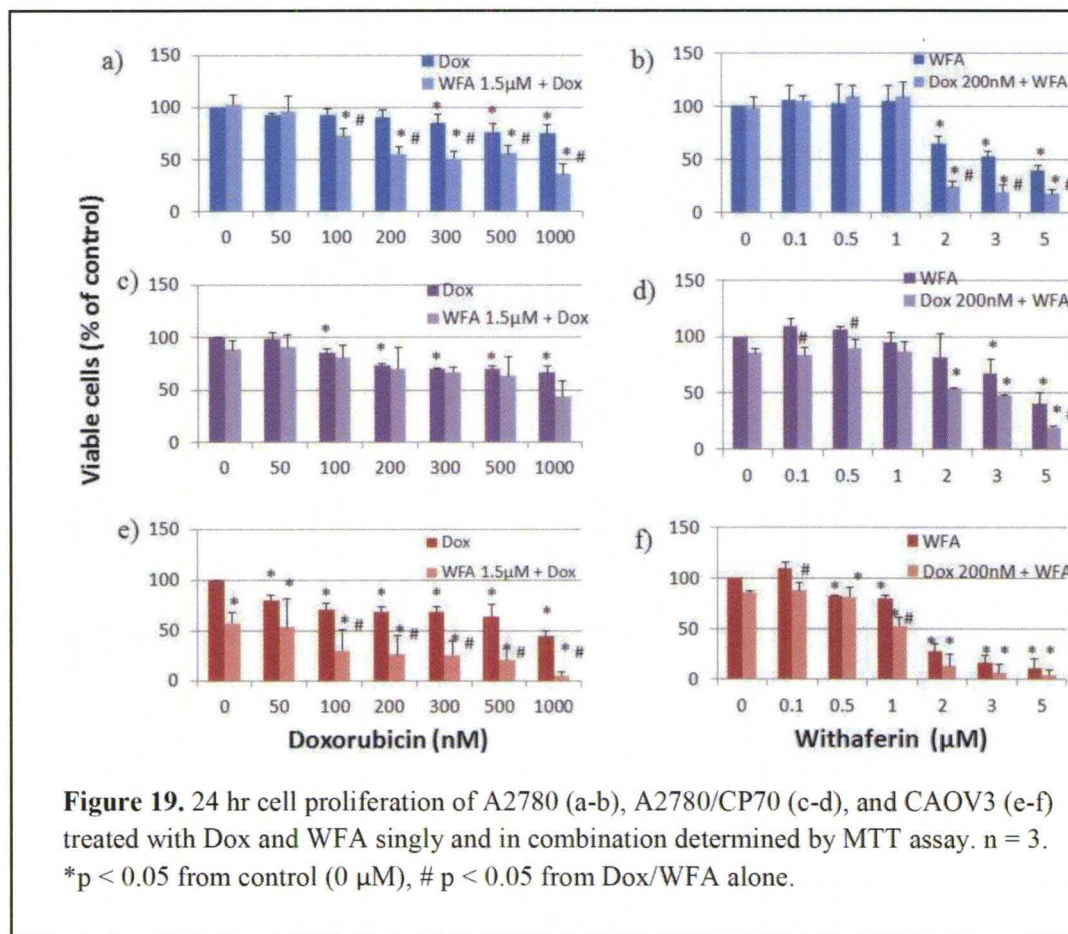 a)
150
100
50
0
Dox
WFA 1.5µM + Dox
* #
* #
*
* #
*
* #
*
* #
0 50 100 200 300 500 1000
b)
150
100
50
0
WFA
Dox 200nM + WFA
*
* #
*
* #
*
* #
0 0.1 0.5 1 2 3 5
Viable cells (% of control)
c)
150
100
50
0
Dox
WFA 1.5µM + Dox
*
*
*
*
*
0 50 100 200 300 500 1000
d)
150
100
50
0
WFA
Dox 200nM + WFA
#
#
*
*
*
*
* #
0 0.1 0.5 1 2 3 5
e)
150
100
50
0
Dox
WFA 1.5µM + Dox
*
*
*
*
* #
*
* #
*
* #
*
* #
*
* #
0 50 100 200 300 500 1000
Doxorubicin (nM)
f)
150
100
50
0
WFA
Dox 200nM + WFA
#
*
*
*
* #
*
*
*
*
*
*
0 0.1 0.5 1 2 3 5
Withaferin (µM)
Figure 19. 24 hr cell proliferation of A2780 (a-b), A2780/CP70 (c-d), and CAOV3 (e-f)
treated with Dox and WFA singly and in combination determined by MTT assay. n = 3.
*p < 0.05 from control (0 µM), # p < 0.05 from Dox/WFA alone.